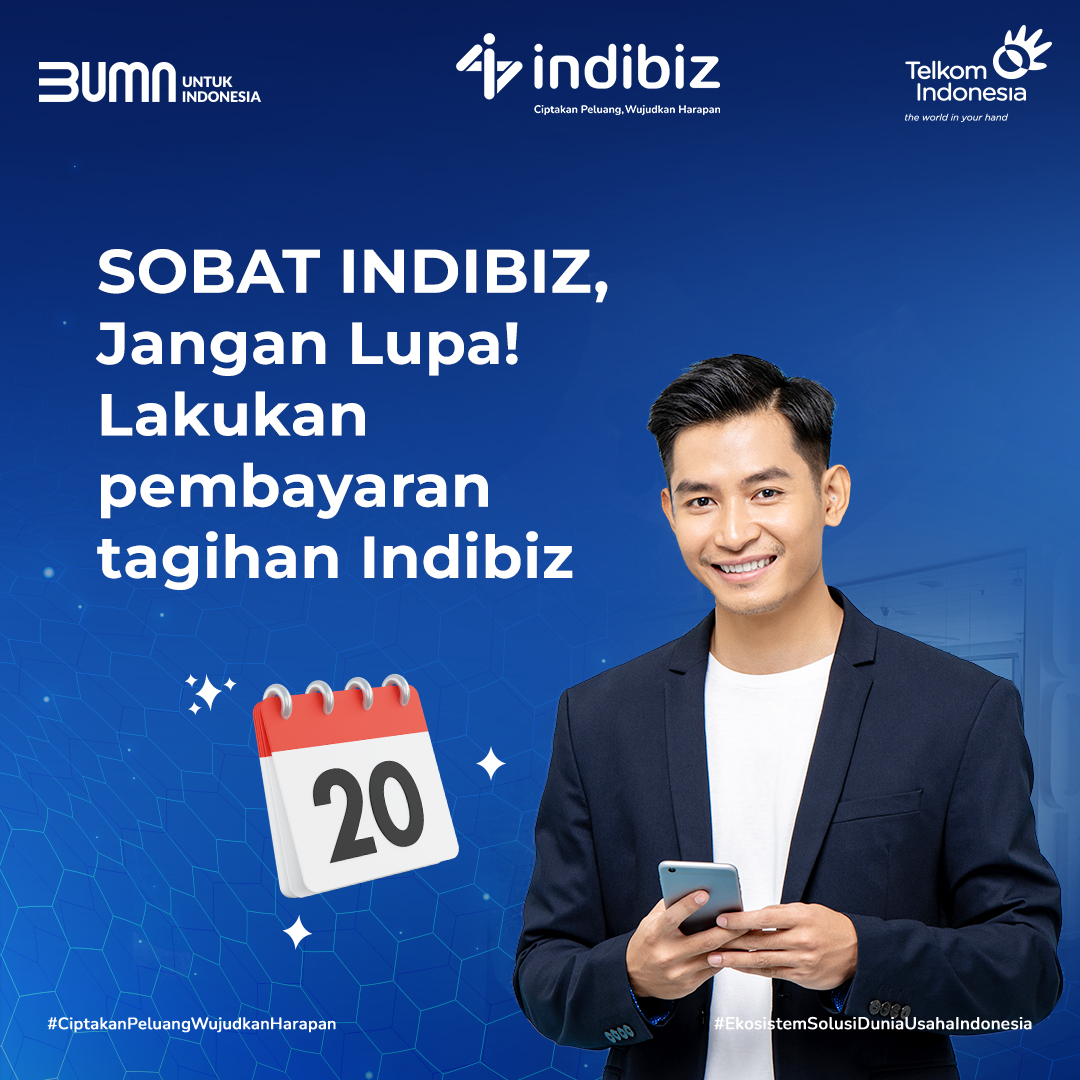 BUMN UNTUK
INDONESIA
indibiz
Ciptakan Peluang, Wujudkan Harapan
Telkom
Indonesia
the world in your hand
SOBAT INDIBIZ,
Jangan Lupa!
Lakukan
pembayaran
tagihan Indibiz
20
#CiptakanPeluangWujudkanHarapan
#EkosistemSolusiDuniaUsahaIndonesia